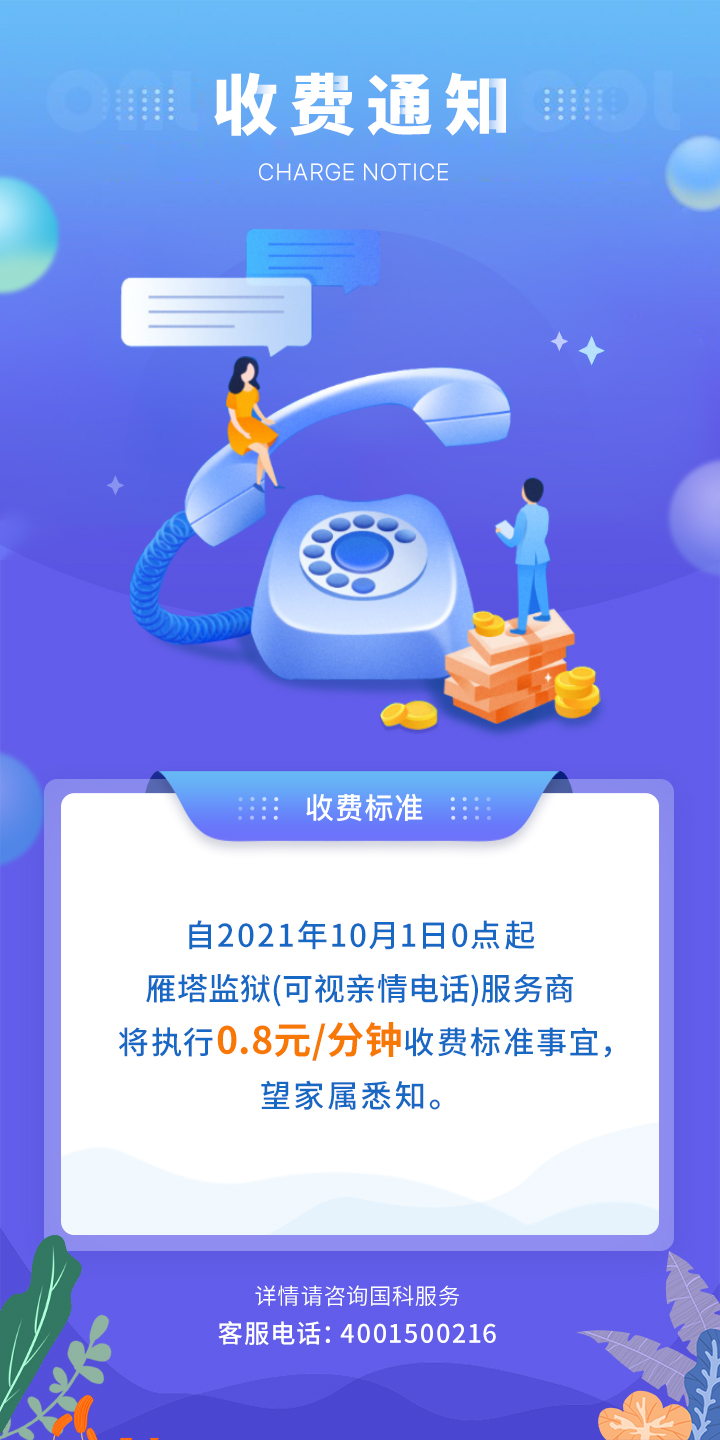 收费通知
CHARGE NOTICE
收费标准
自2021年10月1日0点起
雁塔监狱(可视亲情电话)服务商
将执行0.8元/分钟收费标准事宜，
望家属悉知。
详情请咨询国科服务
客服电话：4001500216